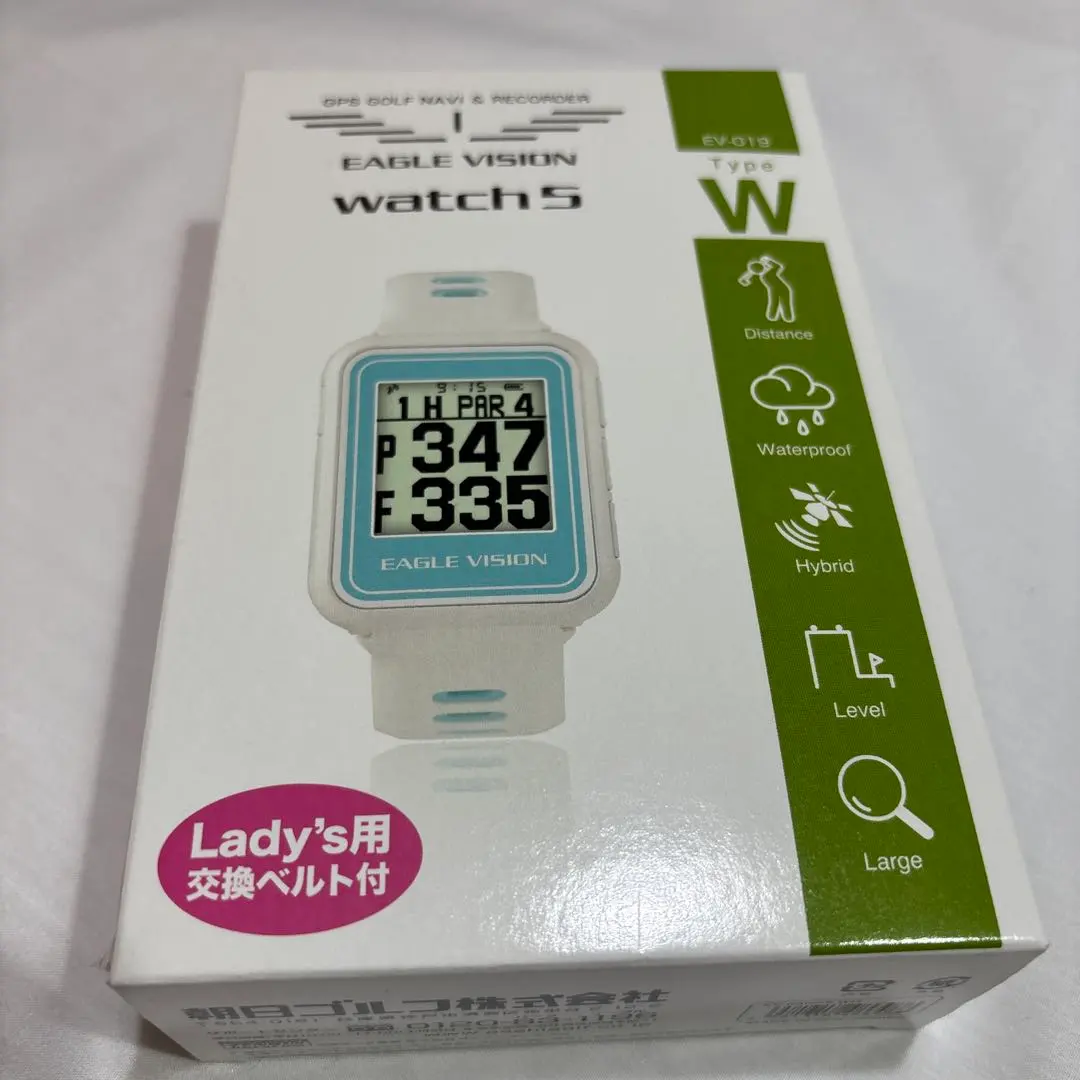 GPS GOLF NAVI & RECORDER
EAGLE VISION
watch 5
EV-019
Type
W
Distance
Waterproof
Hybrid
Level
Large
9:15
1 H PAR 4
P 347
F 335
EAGLE VISION
Lady's用
交換ベルト付
朝日ゴルフ株式会社